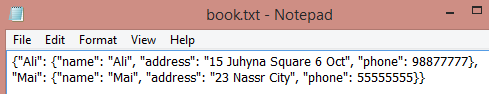 book.txt - Notepad
File Edit Format View Help
{"Ali": {"name": "Ali", "address": "15 Juhyna Square 6 Oct", "phone": 98877777},
"Mai": {"name": "Mai", "address": "23 Nassr City", "phone": 55555555}}